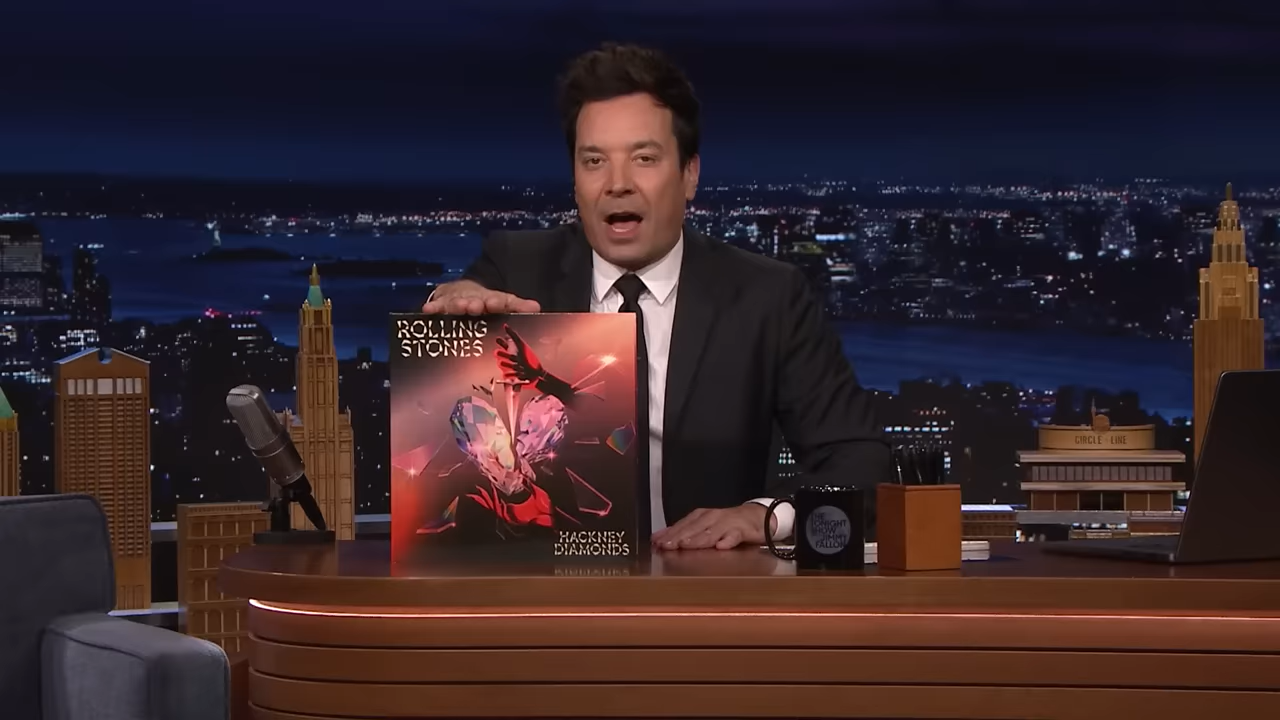 ROLLING
STONES
HACKNEY
DIAMONDS
CIRCLE LINE
THE
TONIGHT
SHOW
JIMMY
FALLON